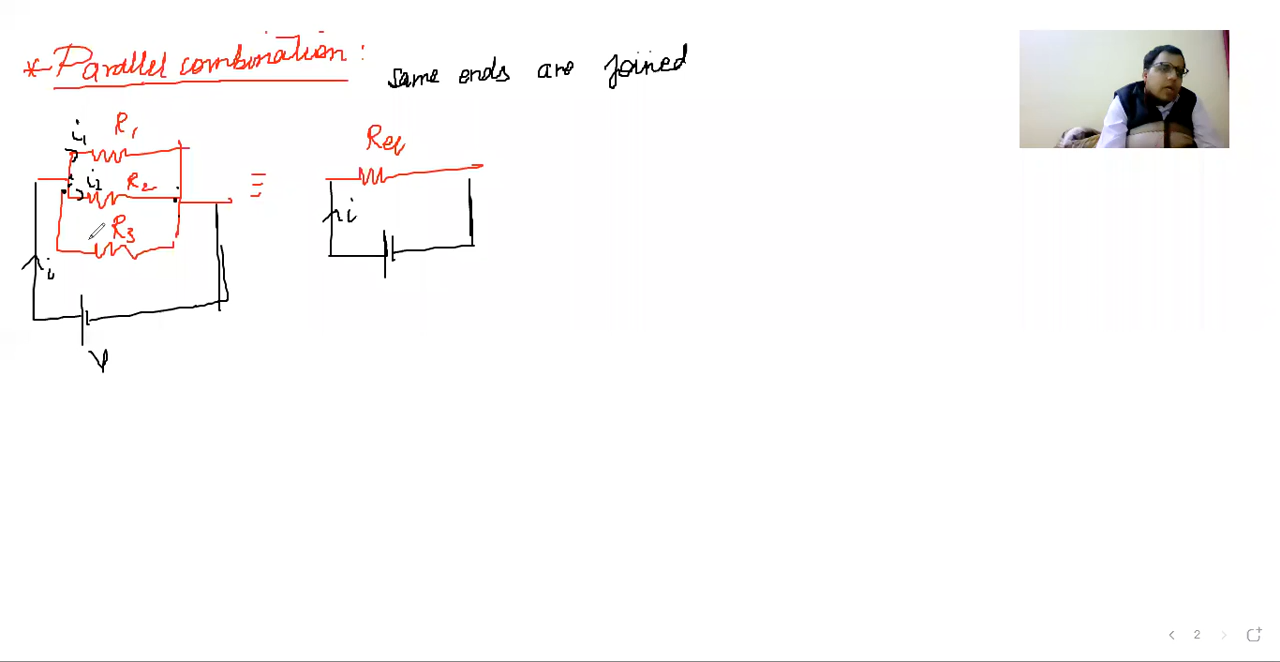 * Parallel combination : same ends are joined
i1 R1
i2 R2
R3
i
V
≡
Req
i
2